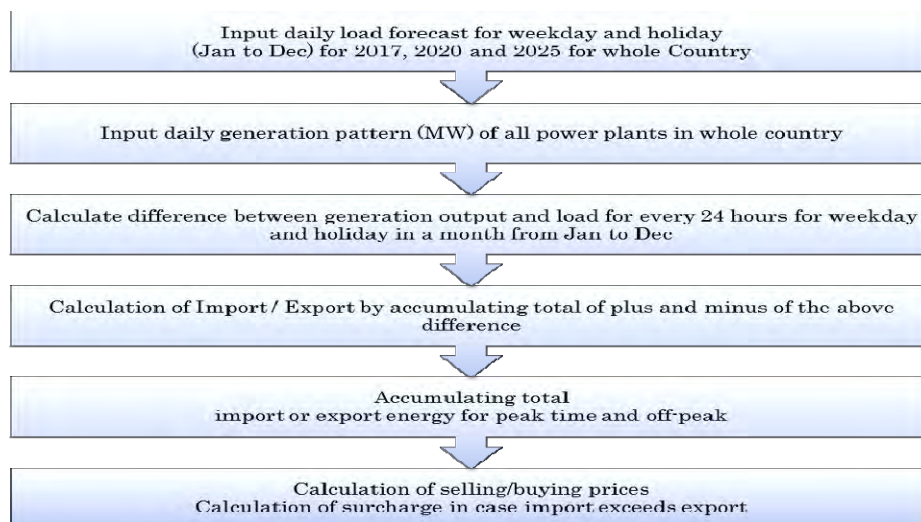 Input daily load forecast for weekday and holiday
(Jan to Dec) for 2017, 2020 and 2025 for whole Country
Input daily generation pattern (MW) of all power plants in whole country
Calculate difference between generation output and load for every 24 hours for weekday
and holiday in a month from Jan to Dec
Calculation of Import / Export by accumulating total of plus and minus of the above
difference
Accumulating total
import or export energy for peak time and off-peak
Calculation of selling/buying prices
Calculation of surcharge in case import exceeds export